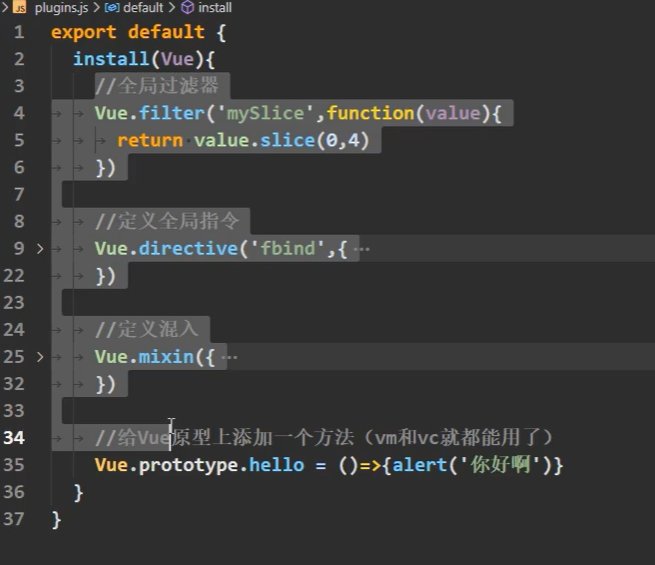 plugins.js > default > install
1 export default {
2 install(Vue){
3 //全局过滤器
4 Vue.filter('mySlice',function(value){
5 return value.slice(0,4)
6 })
7
8 //定义全局指令
9 Vue.directive('fbind',{ ···
22 })
23
24 //定义混入
25 Vue.mixin({ ···
32 })
33
34 //给Vue原型上添加一个方法（vm和vc就都能用了）
35 Vue.prototype.hello = ()=>{alert('你好啊')}
36 }
37 }